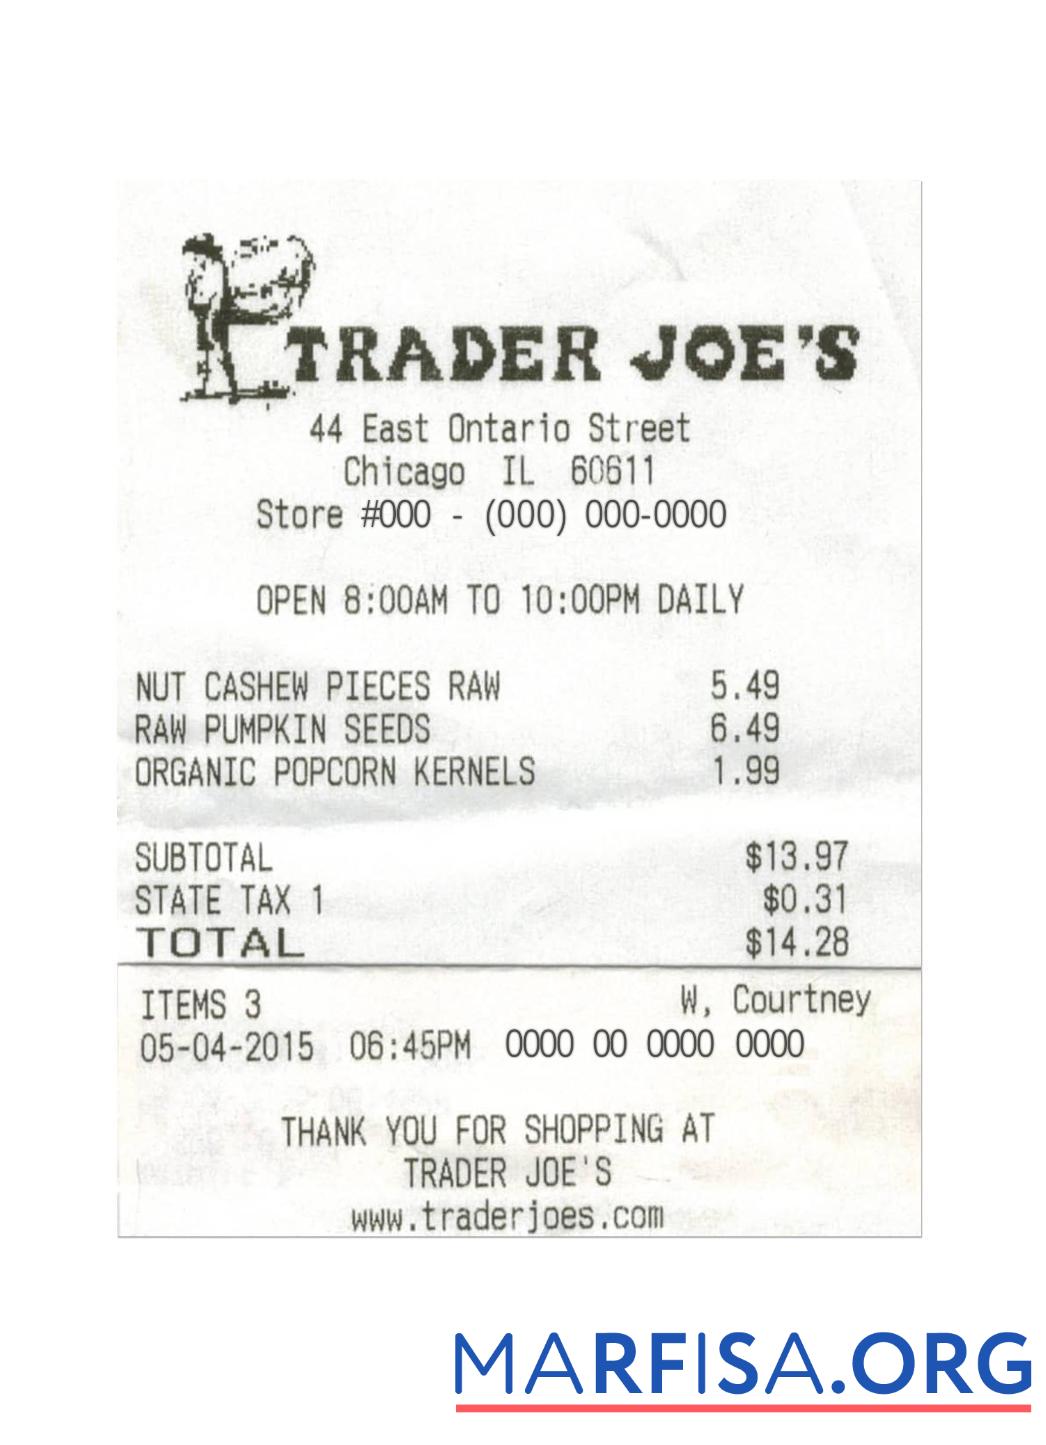 TRADER JOE'S
44 East Ontario Street
Chicago IL 60611
Store #000 - (000) 000-0000
OPEN 8:00AM TO 10:00PM DAILY
NUT CASHEW PIECES RAW 5.49
RAW PUMPKIN SEEDS 6.49
ORGANIC POPCORN KERNELS 1.99
SUBTOTAL $13.97
STATE TAX 1 $0.31
TOTAL $14.28
ITEMS 3 W, Courtney
05-04-2015 06:45PM 0000 00 0000 0000
THANK YOU FOR SHOPPING AT
TRADER JOE'S
www.traderjoes.com
MARFISA.ORG